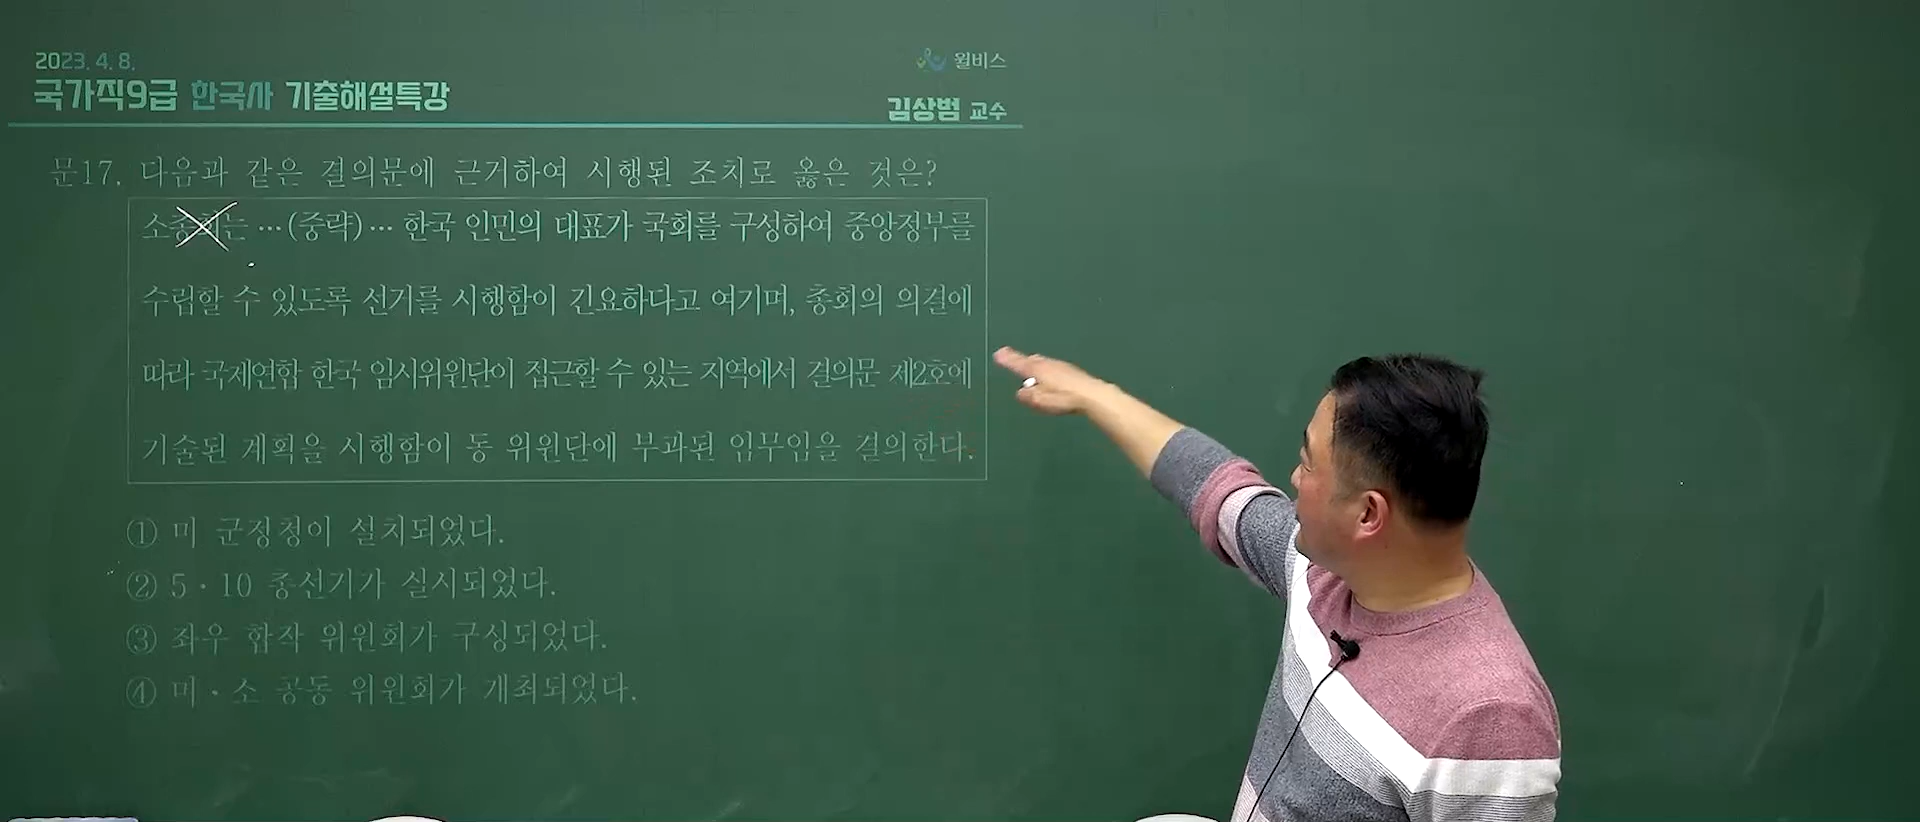 2023. 4. 8.
국가직9급 한국사 기출해설특강
윌비스
김상범 교수
문17. 다음과 같은 결의문에 근거하여 시행된 조치로 옳은 것은?
소총회는 …(중략)… 한국 인민의 대표가 국회를 구성하여 중앙정부를
수립할 수 있도록 선거를 시행함이 긴요하다고 여기며, 총회의 의결에
따라 국제연합 한국 임시위원단이 접근할 수 있는 지역에서 결의문 제2호에
기술된 계획을 시행함이 동 위원단에 부과된 임무임을 결의한다.
① 미 군정청이 설치되었다.
② 5·10 총선거가 실시되었다.
③ 좌우 합작 위원회가 구성되었다.
④ 미·소 공동 위원회가 개최되었다.